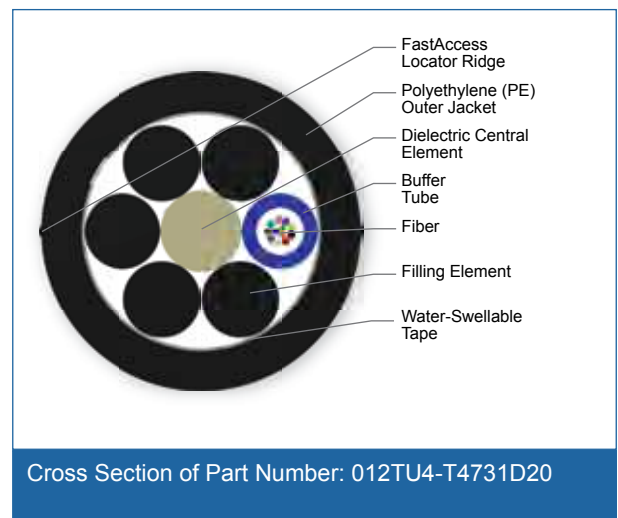 FastAccess
Locator Ridge
Polyethylene (PE)
Outer Jacket
Dielectric Central
Element
Buffer
Tube
Fiber
Filling Element
Water-Swellable
Tape
Cross Section of Part Number: 012TU4-T4731D20